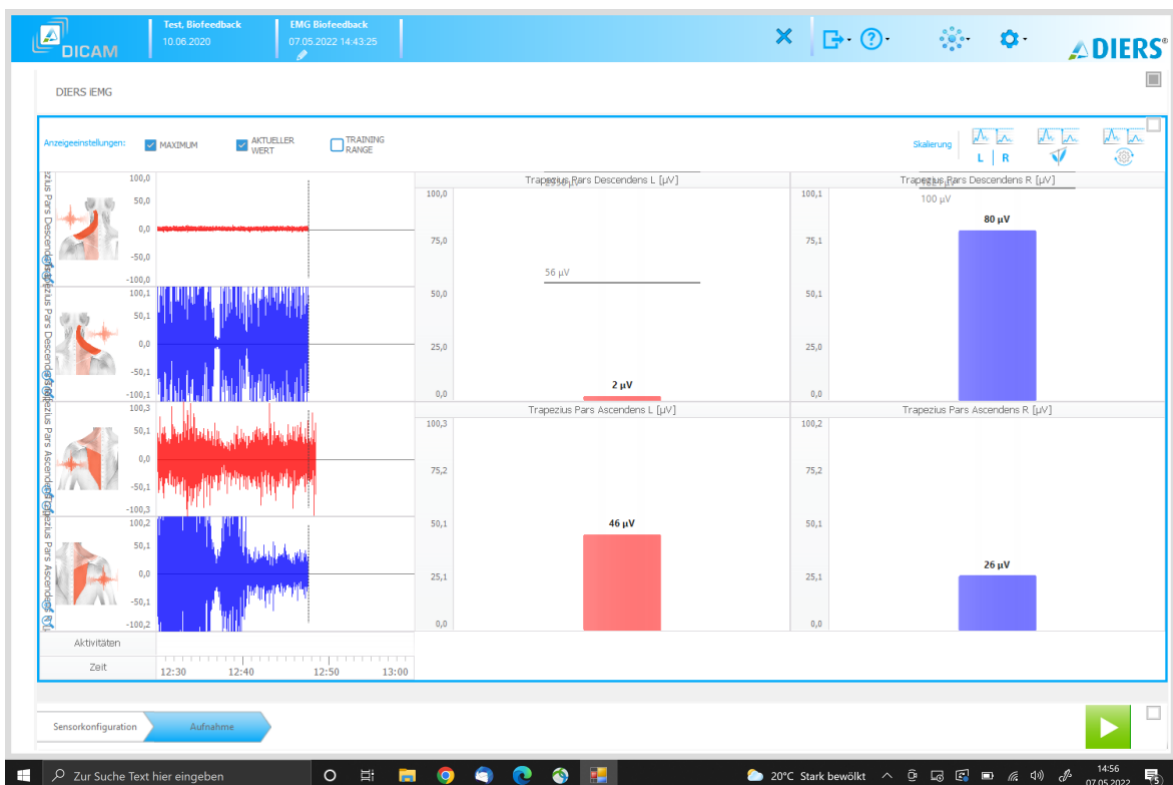 DICAM
Test, Biofeedback
10.06.2020
EMG Biofeedback
07.05.2022 14:43:25
DIERS®
DIERS iEMG
Anzeigeeinstellungen:
MAXIMUM
AKTUELLER
WERT
TRAINING
RANGE
Skalierung
L | R
Trapezius Pars Descendens L [µV]
Trapezius Pars Descendens R [µV]
100,0
50,0
0,0
-50,0
-100,0
100,0
75,0
50,0
25,0
0,0
56 µV
2 µV
100,1
75,1
50,1
25,0
0,0
100 µV
80 µV
100,1
50,1
0,0
-50,1
-100,1
Trapezius Pars Ascendens L [µV]
Trapezius Pars Ascendens R [µV]
100,3
50,1
0,0
-50,1
-100,3
100,3
75,2
50,1
25,1
0,0
46 µV
100,2
75,2
50,1
25,1
0,0
26 µV
100,2
50,1
0,0
-50,1
-100,2
Aktivitäten
Zeit
12:30
12:40
12:50
13:00
Sensorkonfiguration
Aufnahme
Zur Suche Text hier eingeben
20°C Stark bewölkt
14:56
07.05.2022